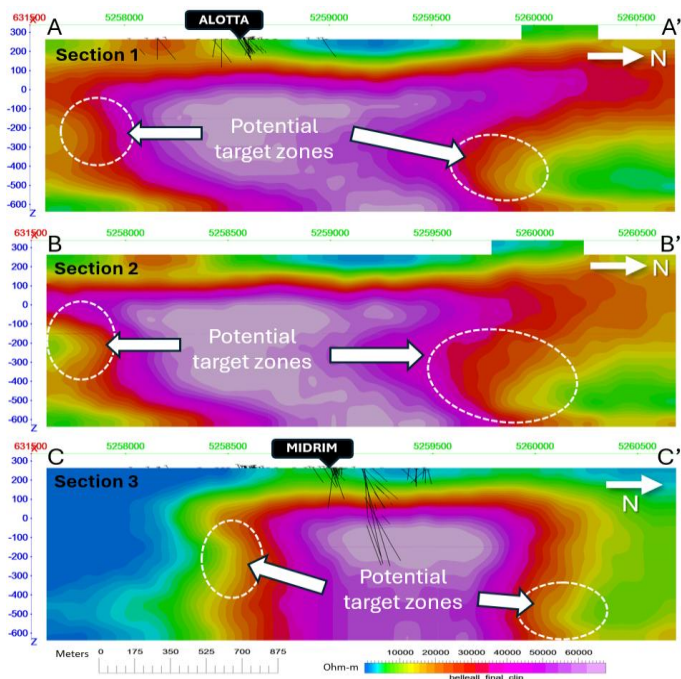 ALOTTA
631500 5258000 5258500 5259000 5259500 5260000 5260500
A A’
Section 1
N
300
200
100
0
-100
-200
-300
-400
-500
-600
Z
Potential
target zones
631500 5258000 5258500 5259000 5259500 5260000 5260500
B B’
Section 2
N
300
200
100
0
-100
-200
-300
-400
-500
-600
Z
Potential
target zones
MIDRIM
631500 5258000 5258500 5259500 5260000 5260500
C C’
Section 3
N
300
200
100
0
-100
-200
-300
-400
-500
-600
Z
Potential
target zones
Meters 0 175 350 525 700 875
10000 20000 30000 40000 50000 60000
Ohm-m